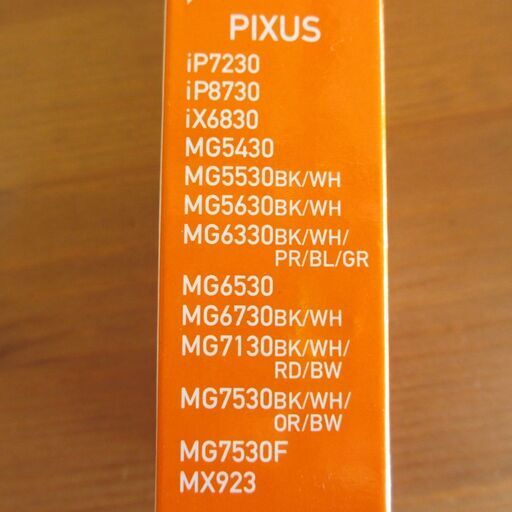 PIXUS
iP7230
iP8730
iX6830
MG5430
MG5530BK/WH
MG5630BK/WH
MG6330BK/WH/
PR/BL/GR
MG6530
MG6730BK/WH
MG7130BK/WH/
RD/BW
MG7530BK/WH/
OR/BW
MG7530F
MX923